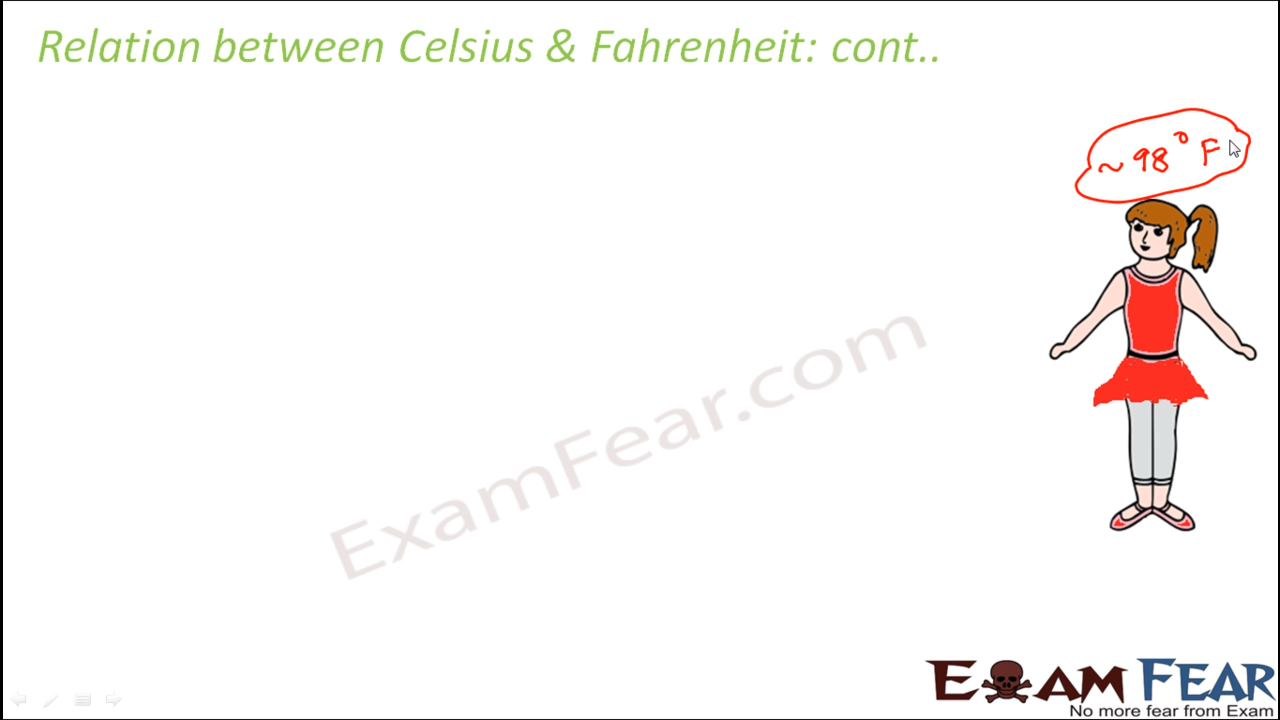 Relation between Celsius & Fahrenheit: cont..
~98° F
ExamFear.com
EXAM FEAR
No more fear from Exam